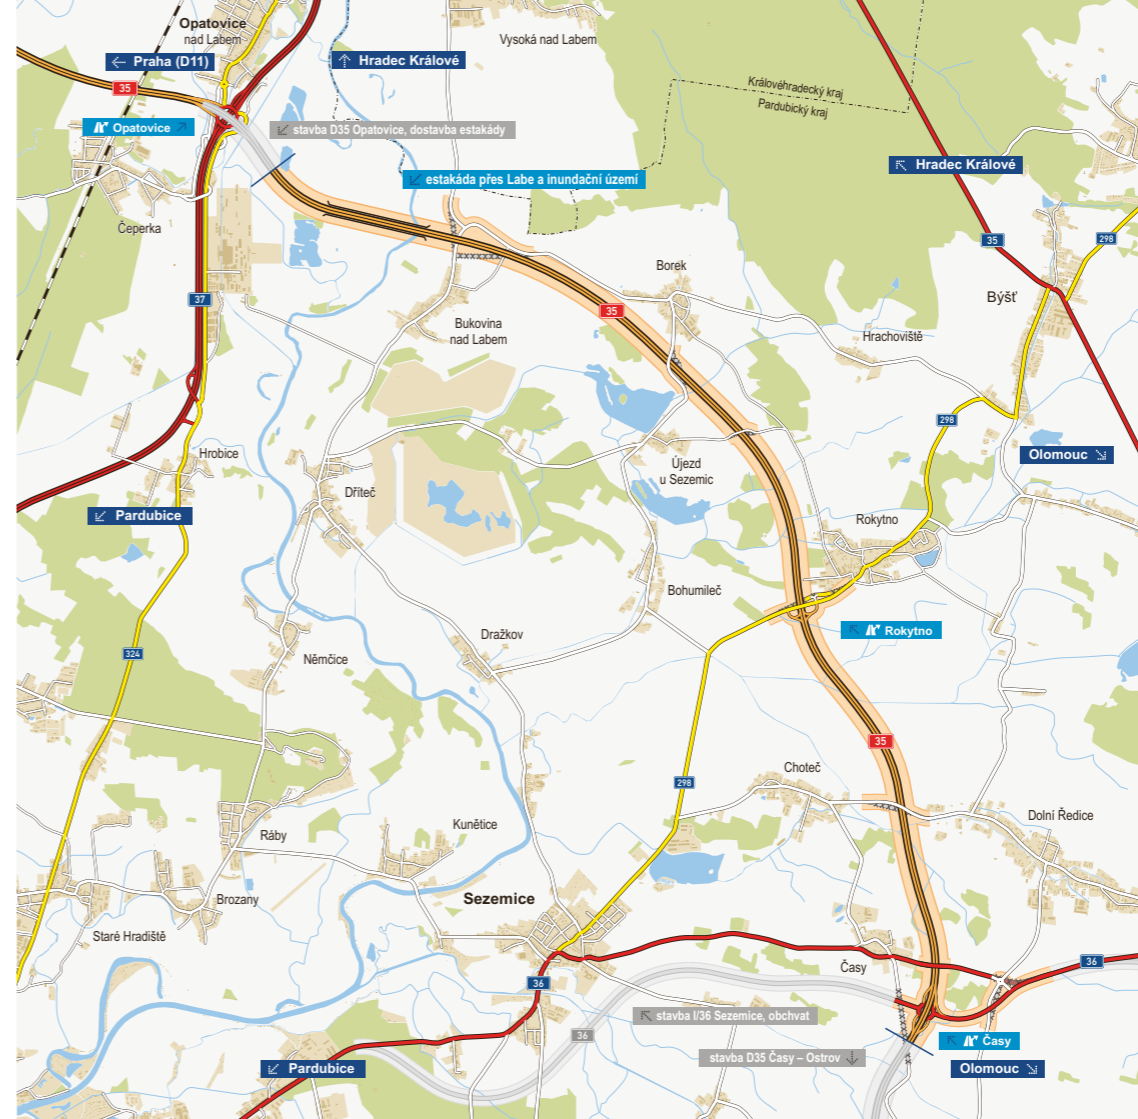 Opatovice
nad Labem
Vysoká nad Labem
Praha (D11)
Hradec Králové
35
Královéhradecký kraj
Pardubický kraj
Opatovice
stavba D35 Opatovice, dostavba estakády
Hradec Králové
estakáda přes Labe a inundační území
Čeperka
35
298
Borek
37
Býšť
35
Bukovina
nad Labem
Hrachoviště
298
Hrobice
Olomouc
Újezd
u Sezemic
Dříteč
Pardubice
Rokytno
Bohumileč
Rokytno
Dražkov
324
Němčice
35
Choteč
298
Dolní Ředice
Kunětice
Ráby
Sezemice
Brozany
Staré Hradiště
Časy
36
36
stavba I/36 Sezemice, obchvat
36
Časy
stavba D35 Časy – Ostrov
Pardubice
Olomouc